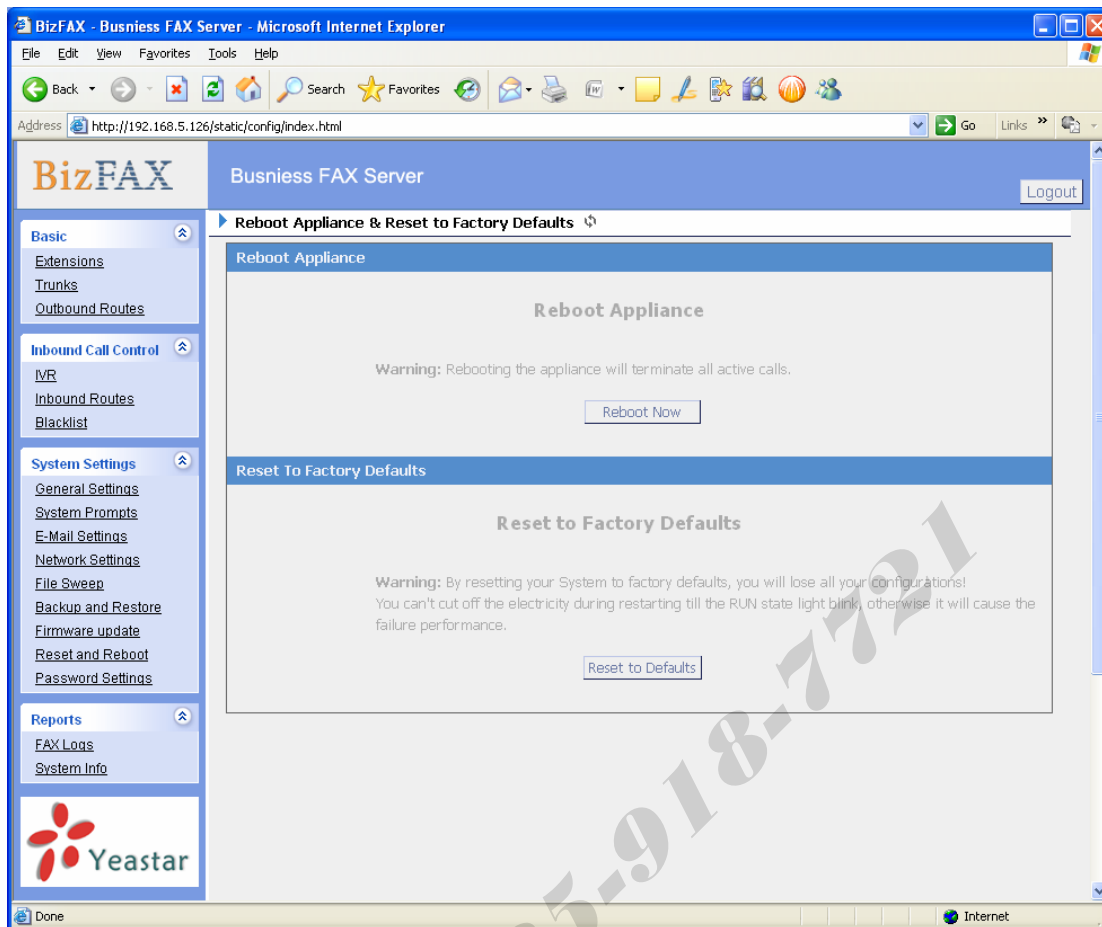 BizFAX - Busniess FAX Server - Microsoft Internet Explorer
File Edit View Favorites Tools Help
Back Search Favorites
Address http://192.168.5.126/static/config/index.html Go Links »
BizFAX
Busniess FAX Server
Logout
Reboot Appliance & Reset to Factory Defaults
Basic
Extensions
Trunks
Outbound Routes
Inbound Call Control
IVR
Inbound Routes
Blacklist
System Settings
General Settings
System Prompts
E-Mail Settings
Network Settings
File Sweep
Backup and Restore
Firmware update
Reset and Reboot
Password Settings
Reports
FAX Logs
System Info
Yeastar
Reboot Appliance
Reboot Appliance
Warning: Rebooting the appliance will terminate all active calls.
Reboot Now
Reset To Factory Defaults
Reset to Factory Defaults
Warning: By resetting your System to factory defaults, you will lose all your configurations!
You can't cut off the electricity during restarting till the RUN state light blink, otherwise it will cause the
failure performance.
Reset to Defaults
5-918-7721
Done
Internet